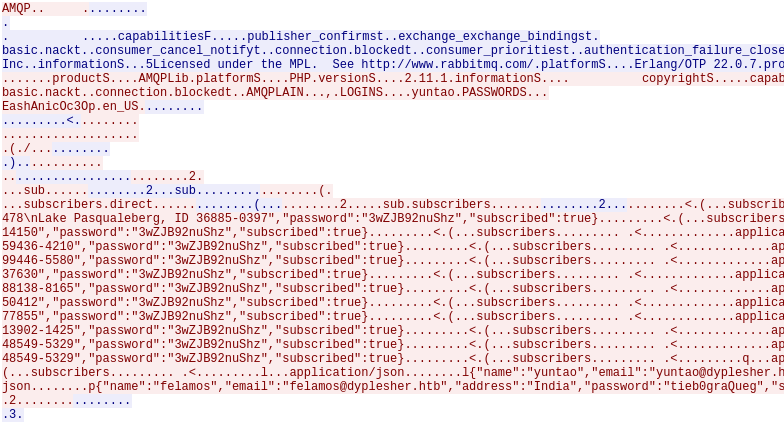 AMQP.. ..........
.
. .....capabilitiesF.....publisher_confirmst..exchange_exchange_bindingst.
basic.nackt..consumer_cancel_notifyt..connection.blockedt..consumer_prioritiest..authentication_failure_close
Inc..informationS...5Licensed under the MPL.  See http://www.rabbitmq.com/.platformS....Erlang/OTP 22.0.7.pro
.......productS....AMQPLib.platformS....PHP.versionS....2.11.1.informationS.... copyrightS.....capab
basic.nackt..connection.blockedt..AMQPLAIN...,.LOGINS....yuntao.PASSWORDS...
EashAnicOc3Op.en_US.........
.........<.........
...................
.(./...........
.).............
.......................2.
...sub..............2...sub.................(.
...subscribers.direct..............(...........2.....sub.subscribers...............2............<.(...subscrib
478\nLake Pasqualeberg, ID 36885-0397","password":"3wZJB92nuShz","subscribed":true}.........<.(...subscrib
14150","password":"3wZJB92nuShz","subscribed":true}.........<.(...subscribers......... .<.............applica
59436-4210","password":"3wZJB92nuShz","subscribed":true}.........<.(...subscribers......... .<.............ap
99446-5580","password":"3wZJB92nuShz","subscribed":true}.........<.(...subscribers......... .<.............ap
37630","password":"3wZJB92nuShz","subscribed":true}.........<.(...subscribers......... .<.............applica
88138-8165","password":"3wZJB92nuShz","subscribed":true}.........<.(...subscribers......... .<.............ap
50412","password":"3wZJB92nuShz","subscribed":true}.........<.(...subscribers......... .<.............applica
77855","password":"3wZJB92nuShz","subscribed":true}.........<.(...subscribers......... .<.............applica
13902-1425","password":"3wZJB92nuShz","subscribed":true}.........<.(...subscribers......... .<.............ap
48549-5329","password":"3wZJB92nuShz","subscribed":true}.........<.(...subscribers......... .<.............ap
48549-5329","password":"3wZJB92nuShz","subscribed":true}.........<.(...subscribers......... .<.........q...ap
(...subscribers......... .<.........l...application/json........l{"name":"yuntao","email":"yuntao@dyplesher.h
json........p{"name":"felamos","email":"felamos@dyplesher.htb","address":"India","password":"tieb0graQueg","s
.2................
.3.